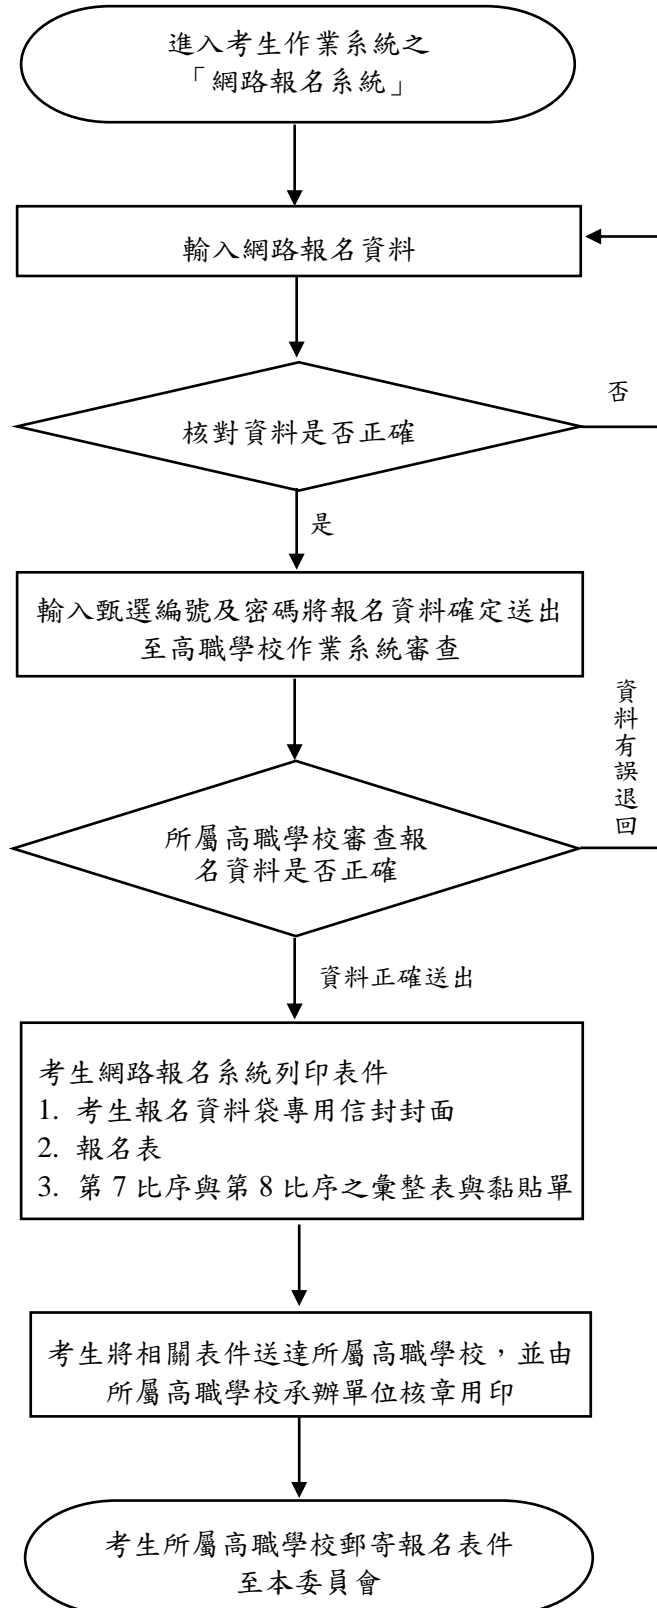 進入考生作業系統之
「網路報名系統」
輸入網路報名資料
核對資料是否正確
否
是
輸入甄選編號及密碼將報名資料確定送出
至高職學校作業系統審查
資料有誤退回
所屬高職學校審查報
名資料是否正確
資料正確送出
考生網路報名系統列印表件
1. 考生報名資料袋專用信封封面
2. 報名表
3. 第 7 比序與第 8 比序之彙整表與黏貼單
考生將相關表件送達所屬高職學校，並由
所屬高職學校承辦單位核章用印
考生所屬高職學校郵寄報名表件
至本委員會